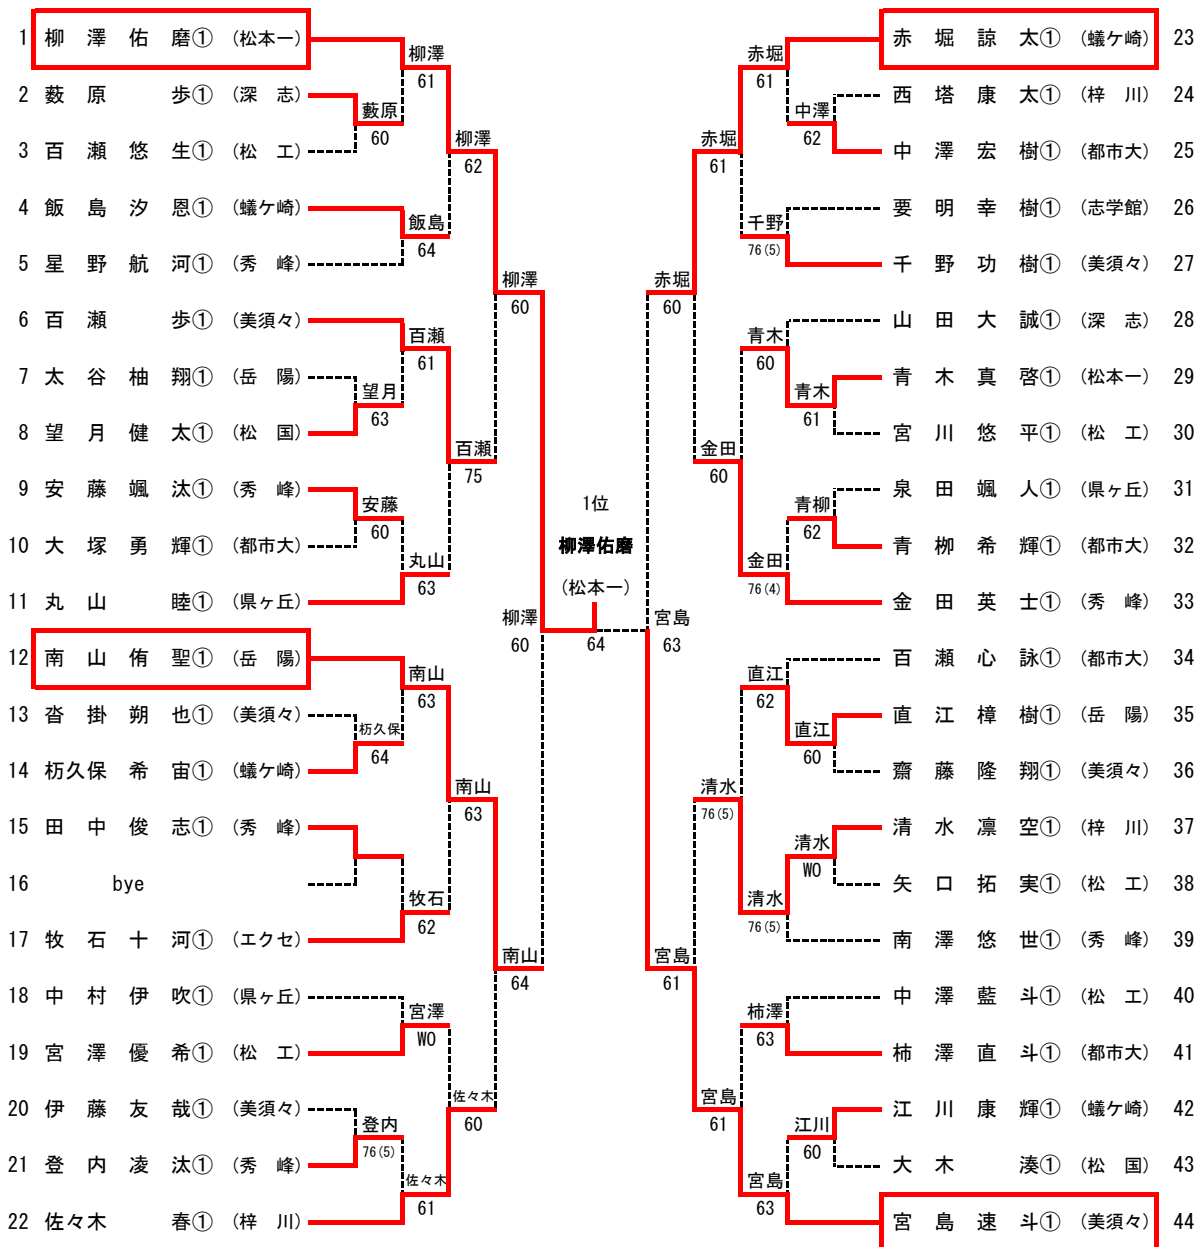 1 柳 澤 佑 磨① (松本一)
2 薮 原 歩① (深 志)
3 百 瀬 悠 生① (松 工)
4 飯 島 汐 恩① (蟻ケ崎)
5 星 野 航 河① (秀 峰)
6 百 瀬 歩① (美須々)
7 太 谷 柚 翔① (岳 陽)
8 望 月 健 太① (松 国)
9 安 藤 颯 汰① (秀 峰)
10 大 塚 勇 輝① (都市大)
11 丸 山 睦① (県ヶ丘)
12 南 山 侑 聖① (岳 陽)
13 沓 掛 朔 也① (美須々)
14 杤久保 希 宙① (蟻ケ崎)
15 田 中 俊 志① (秀 峰)
16 bye
17 牧 石 十 河① (エクセ)
18 中 村 伊 吹① (県ヶ丘)
19 宮 澤 優 希① (松 工)
20 伊 藤 友 哉① (美須々)
21 登 内 凌 汰① (秀 峰)
22 佐々木 春① (梓 川)
藪原
60
望月
63
安藤
60
杤久保
64
登内
76(5)
柳澤
61
飯島
64
百瀬
61
丸山
63
南山
63
牧石
62
宮澤
WO
佐々木
61
柳澤
62
百瀬
75
南山
63
佐々木
60
柳澤
60
南山
64
柳澤
60
1位
柳澤佑磨
(松本一)
64
宮島
63
赤堀
60
宮島
61
赤堀
61
金田
60
清水
76(5)
宮島
61
赤堀
61
千野
76(5)
青木
60
金田
76(4)
直江
62
清水
76(5)
柿澤
63
宮島
63
中澤
62
青木
61
青柳
62
直江
60
清水
WO
江川
60
赤 堀 諒 太① (蟻ケ崎) 23
西 塔 康 太① (梓 川) 24
中 澤 宏 樹① (都市大) 25
要 明 幸 樹① (志学館) 26
千 野 功 樹① (美須々) 27
山 田 大 誠① (深 志) 28
青 木 真 啓① (松本一) 29
宮 川 悠 平① (松 工) 30
泉 田 颯 人① (県ヶ丘) 31
青 栁 希 輝① (都市大) 32
金 田 英 士① (秀 峰) 33
百 瀬 心 詠① (都市大) 34
直 江 樟 樹① (岳 陽) 35
齋 藤 隆 翔① (美須々) 36
清 水 凛 空① (梓 川) 37
矢 口 拓 実① (松 工) 38
南 澤 悠 世① (秀 峰) 39
中 澤 藍 斗① (松 工) 40
柿 澤 直 斗① (都市大) 41
江 川 康 輝① (蟻ケ崎) 42
大 木 湊① (松 国) 43
宮 島 速 斗① (美須々) 44